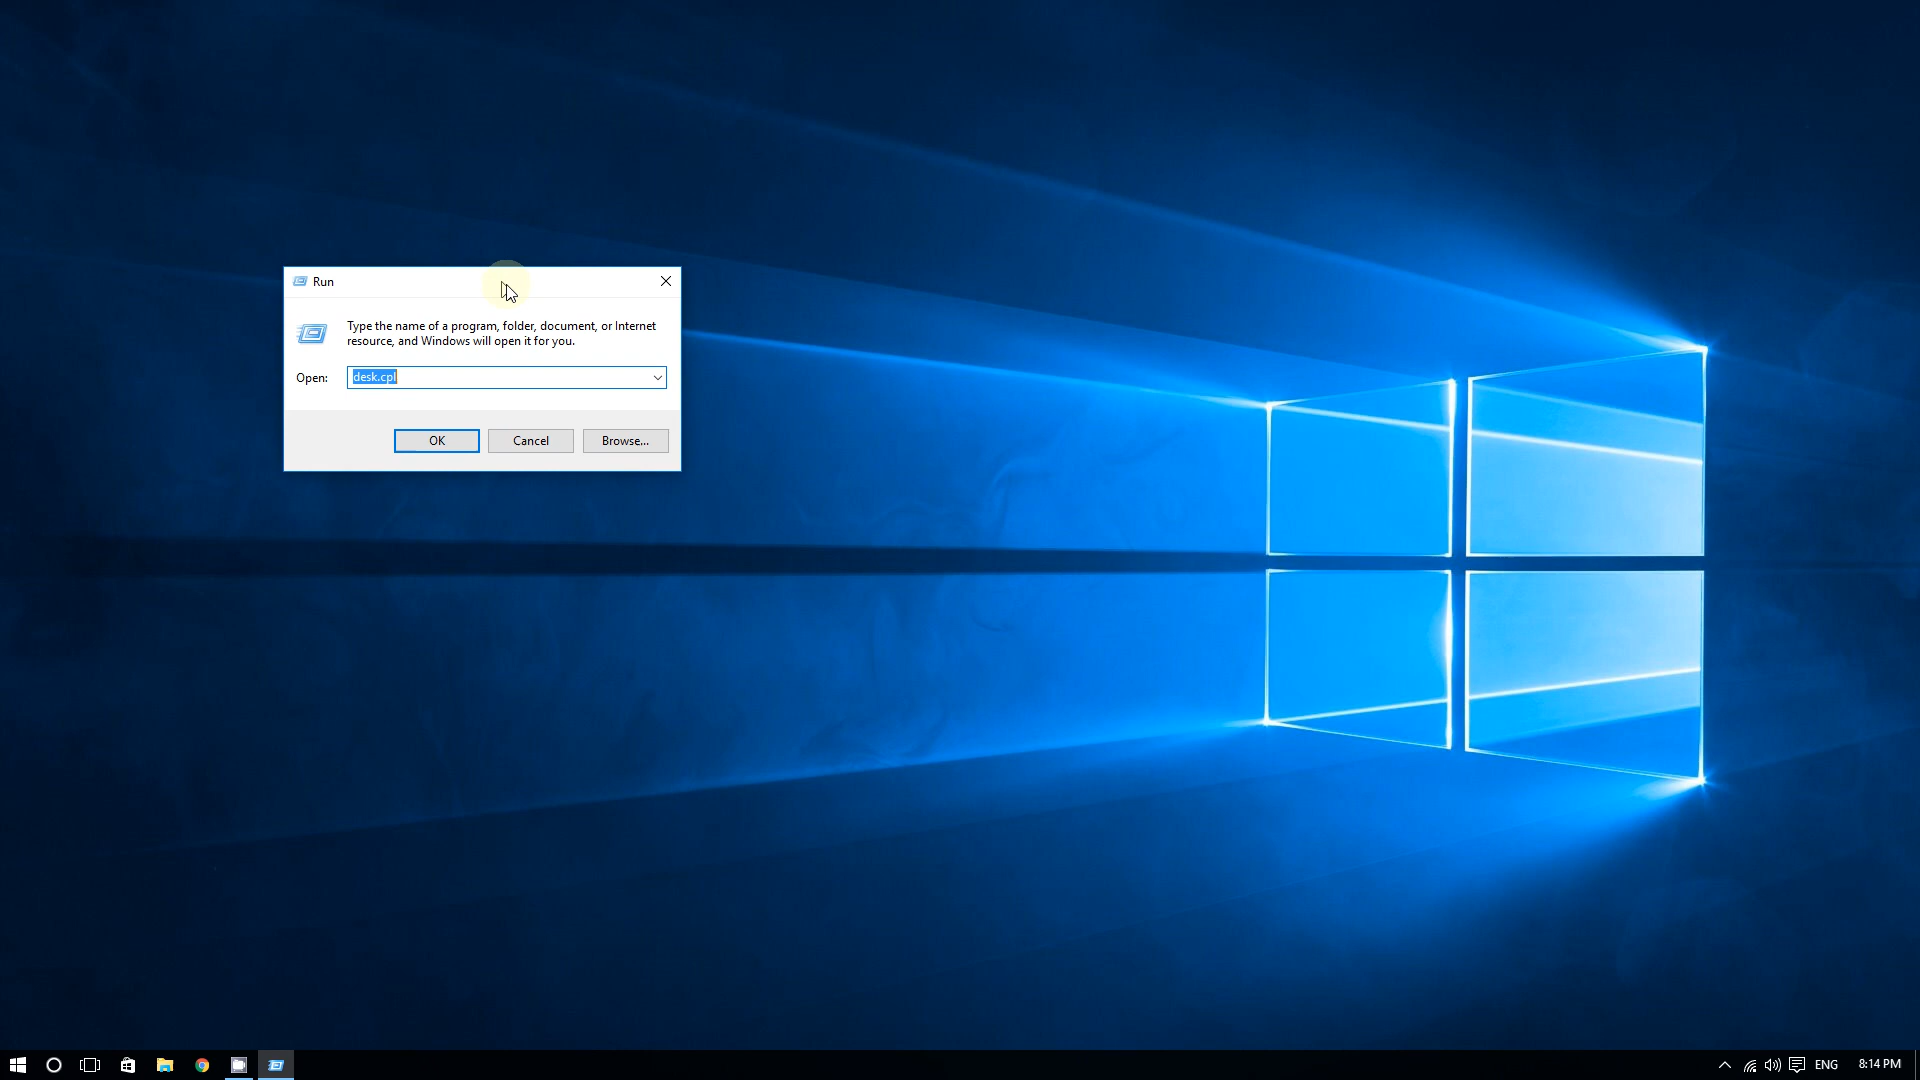 Run
Type the name of a program, folder, document, or Internet
resource, and Windows will open it for you.
Open:
desk.cpl
OK
Cancel
Browse...
ENG
8:14 PM